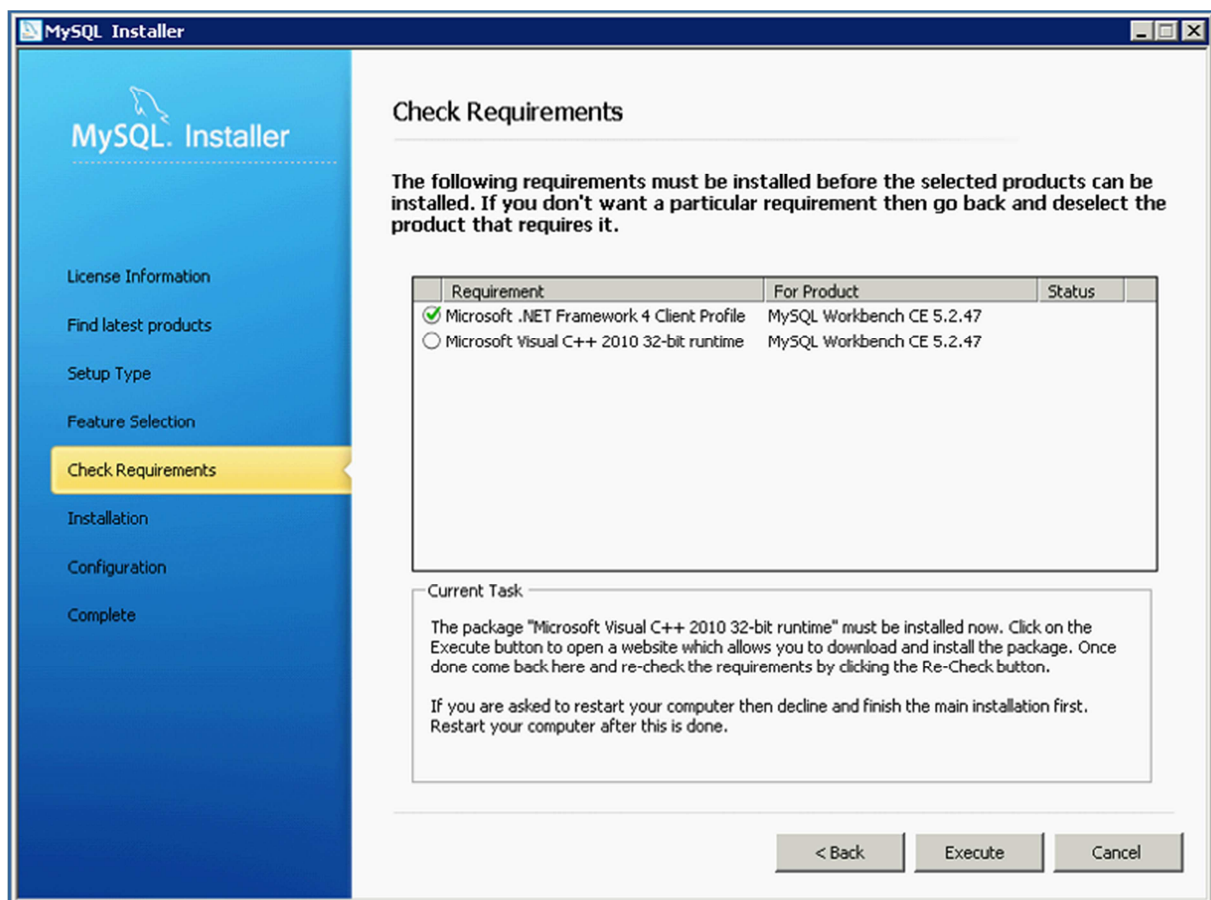 MySQL Installer
MySQL. Installer
License Information
Find latest products
Setup Type
Feature Selection
Check Requirements
Installation
Configuration
Complete
Check Requirements
The following requirements must be installed before the selected products can be
installed. If you don't want a particular requirement then go back and deselect the
product that requires it.
Requirement For Product Status
Microsoft .NET Framework 4 Client Profile MySQL Workbench CE 5.2.47
Microsoft Visual C++ 2010 32-bit runtime MySQL Workbench CE 5.2.47
Current Task
The package "Microsoft Visual C++ 2010 32-bit runtime" must be installed now. Click on the
Execute button to open a website which allows you to download and install the package. Once
done come back here and re-check the requirements by clicking the Re-Check button.
If you are asked to restart your computer then decline and finish the main installation first.
Restart your computer after this is done.
< Back Execute Cancel